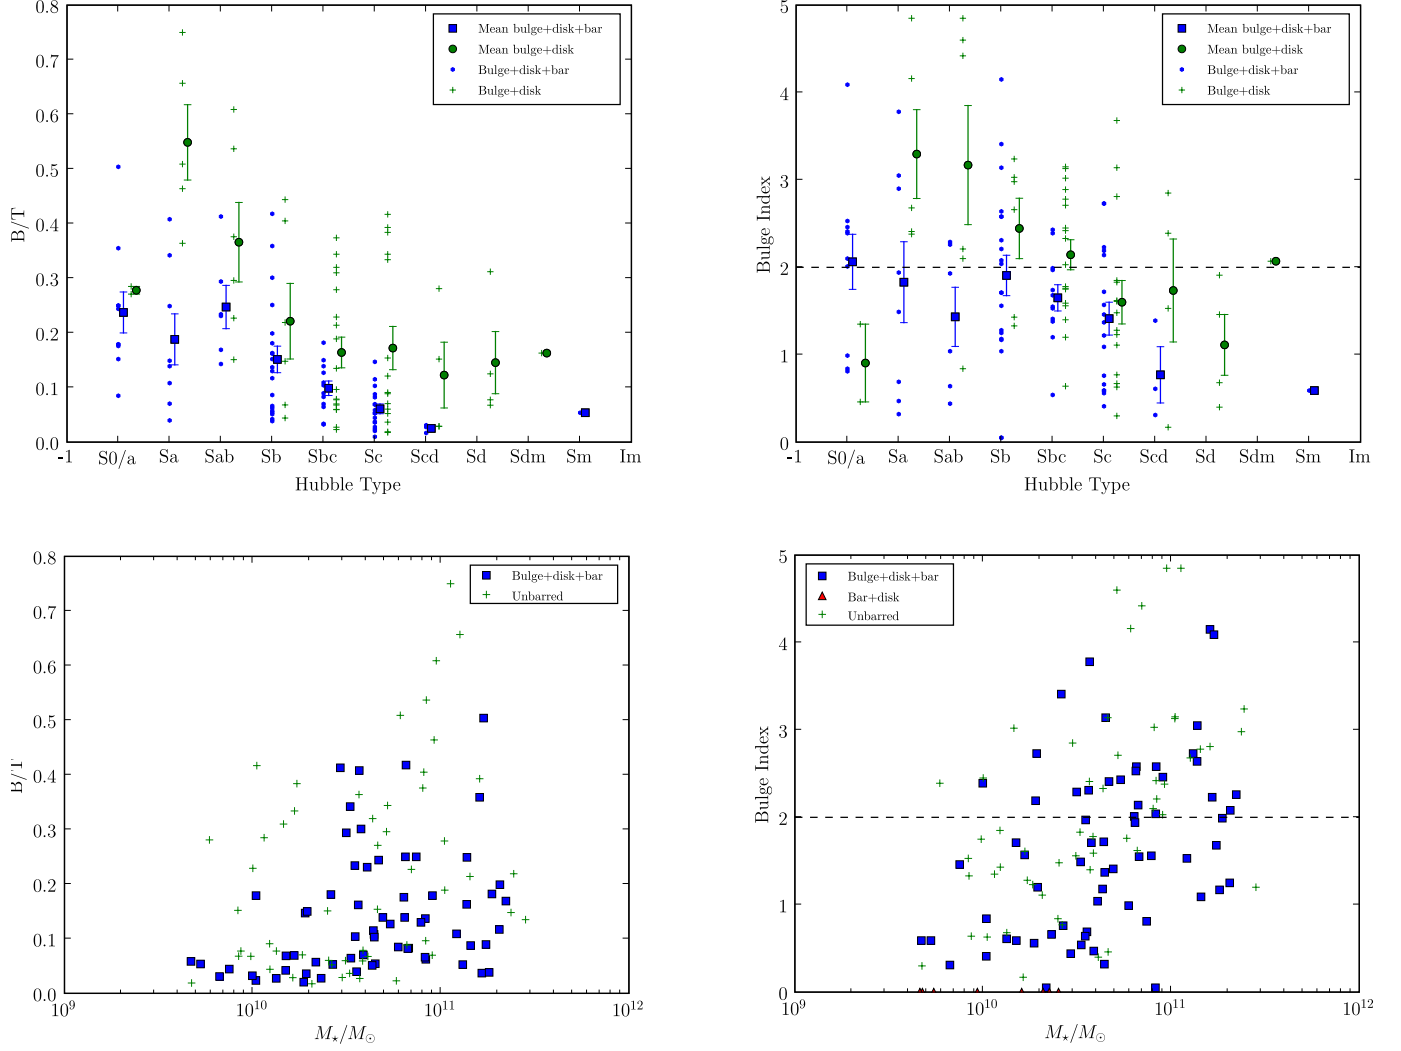 0.8
0.7
0.6
0.5
0.4
0.3
0.2
0.1
0.0
B/T
Mean bulge+disk+bar
Mean bulge+disk
Bulge+disk+bar
Bulge+disk
-1 S0/a Sa Sab Sb Sbc Sc Scd Sd Sdm Sm Im
Hubble Type
5
4
3
2
1
0
Bulge Index
Mean bulge+disk+bar
Mean bulge+disk
Bulge+disk+bar
Bulge+disk
-1 S0/a Sa Sab Sb Sbc Sc Scd Sd Sdm Sm Im
Hubble Type
0.8
0.7
0.6
0.5
0.4
0.3
0.2
0.1
0.0
B/T
Bulge+disk+bar
Unbarred
10⁹ 10¹⁰ 10¹¹ 10¹²
M⋆/M⊙
5
4
3
2
1
0
Bulge Index
Bulge+disk+bar
Bar+disk
Unbarred
10⁹ 10¹⁰ 10¹¹ 10¹²
M⋆/M⊙